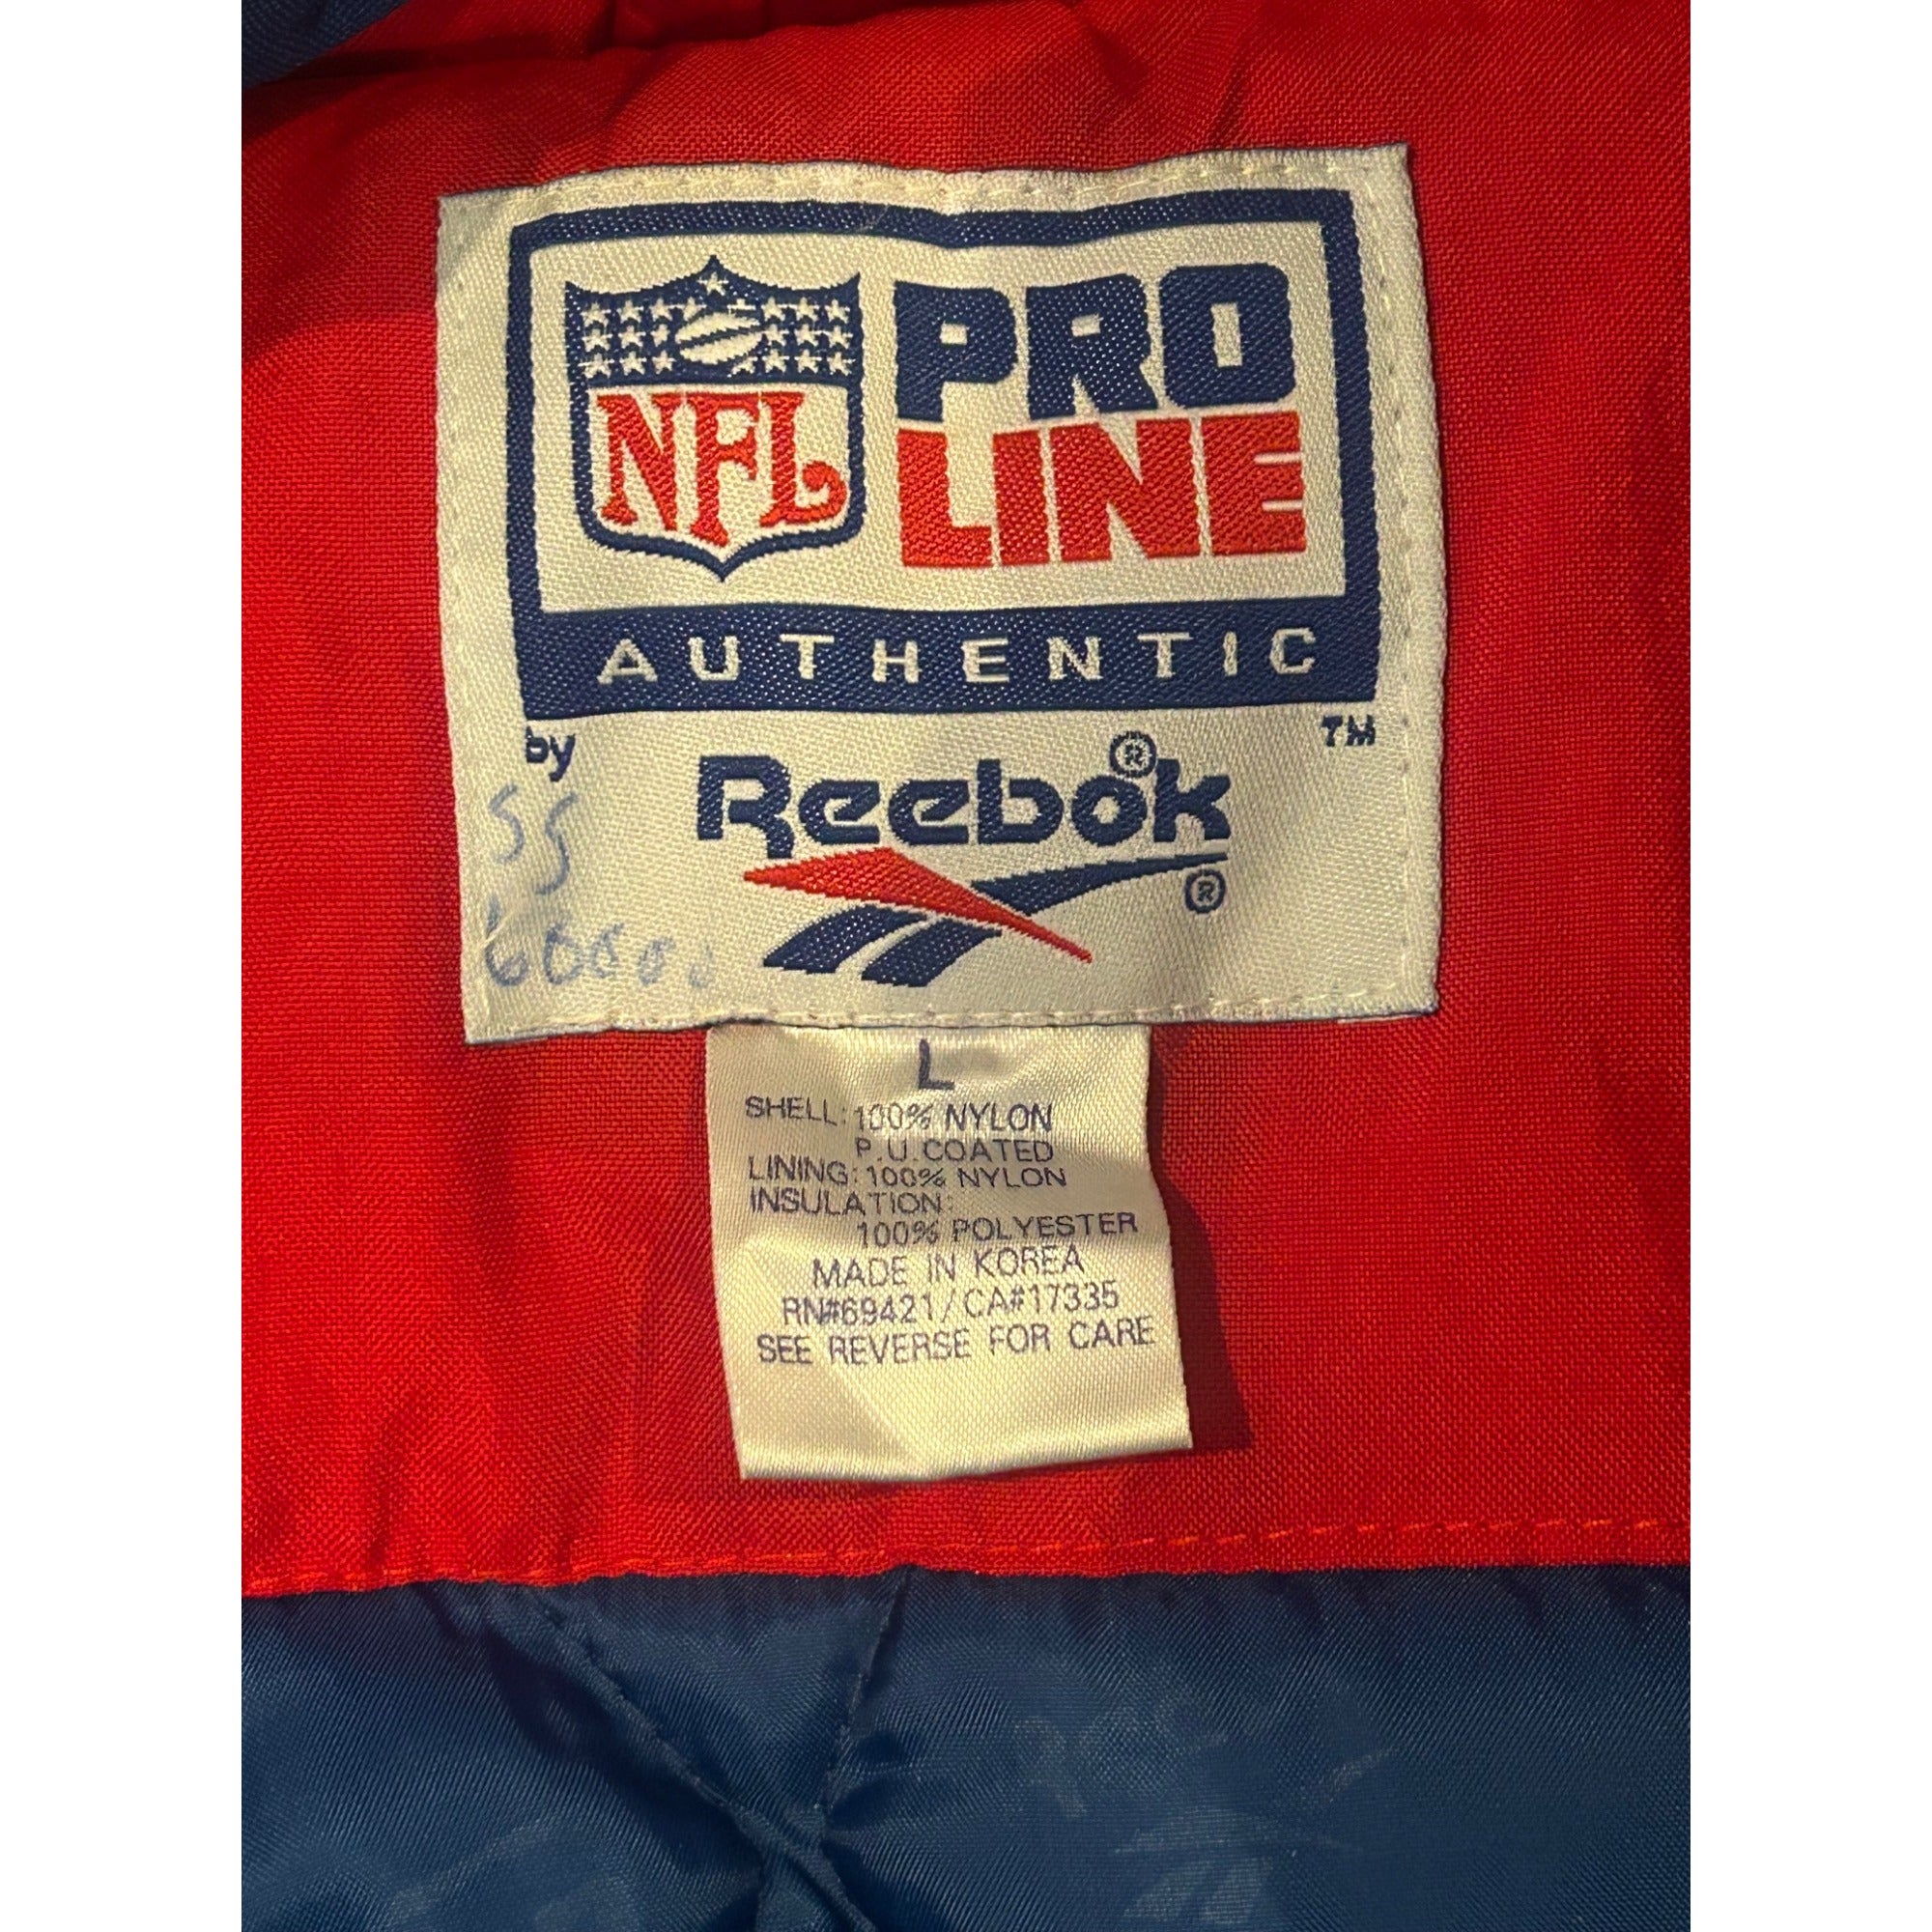 NFL
PRO
LINE
AUTHENTIC
by
TM
Reebok®
®
SS
L
SHELL: 100% NYLON
P.U.COATED
LINING: 100% NYLON
INSULATION:
100% POLYESTER
MADE IN KOREA
RN#69421/CA#17335
SEE REVERSE FOR CARE